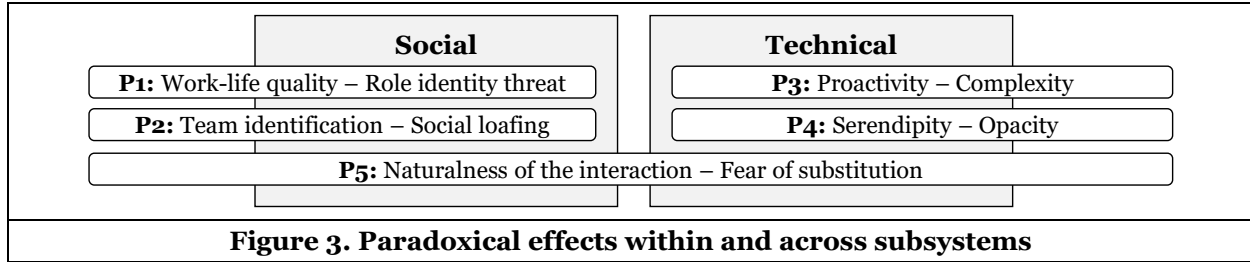 Social
Technical
P1: Work-life quality – Role identity threat
P3: Proactivity – Complexity
P2: Team identification – Social loafing
P4: Serendipity – Opacity
P5: Naturalness of the interaction – Fear of substitution
Figure 3. Paradoxical effects within and across subsystems